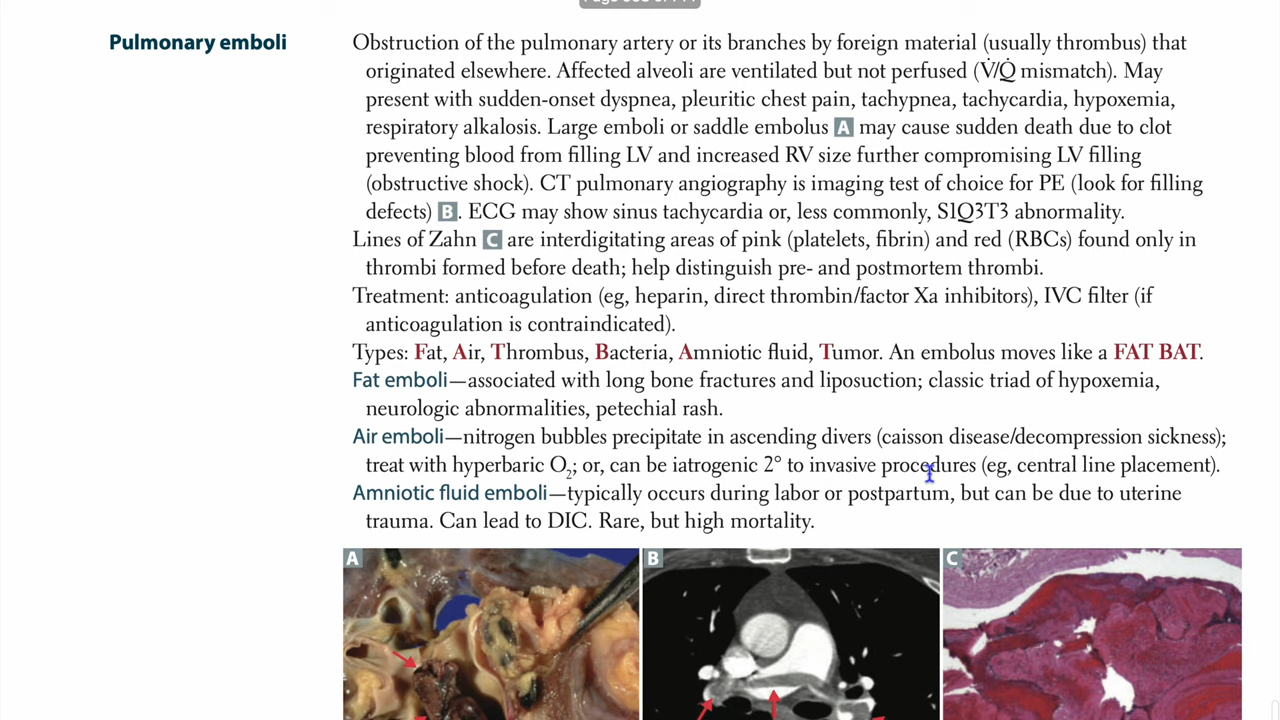 Pulmonary emboli
Obstruction of the pulmonary artery or its branches by foreign material (usually thrombus) that
originated elsewhere. Affected alveoli are ventilated but not perfused (V̇/Q̇ mismatch). May
present with sudden-onset dyspnea, pleuritic chest pain, tachypnea, tachycardia, hypoxemia,
respiratory alkalosis. Large emboli or saddle embolus A may cause sudden death due to clot
preventing blood from filling LV and increased RV size further compromising LV filling
(obstructive shock). CT pulmonary angiography is imaging test of choice for PE (look for filling
defects) B. ECG may show sinus tachycardia or, less commonly, S1Q3T3 abnormality.
Lines of Zahn C are interdigitating areas of pink (platelets, fibrin) and red (RBCs) found only in
thrombi formed before death; help distinguish pre- and postmortem thrombi.
Treatment: anticoagulation (eg, heparin, direct thrombin/factor Xa inhibitors), IVC filter (if
anticoagulation is contraindicated).
Types: Fat, Air, Thrombus, Bacteria, Amniotic fluid, Tumor. An embolus moves like a FAT BAT.
Fat emboli—associated with long bone fractures and liposuction; classic triad of hypoxemia,
neurologic abnormalities, petechial rash.
Air emboli—nitrogen bubbles precipitate in ascending divers (caisson disease/decompression sickness);
treat with hyperbaric O₂; or, can be iatrogenic 2° to invasive procedures (eg, central line placement).
Amniotic fluid emboli—typically occurs during labor or postpartum, but can be due to uterine
trauma. Can lead to DIC. Rare, but high mortality.
A
B
C